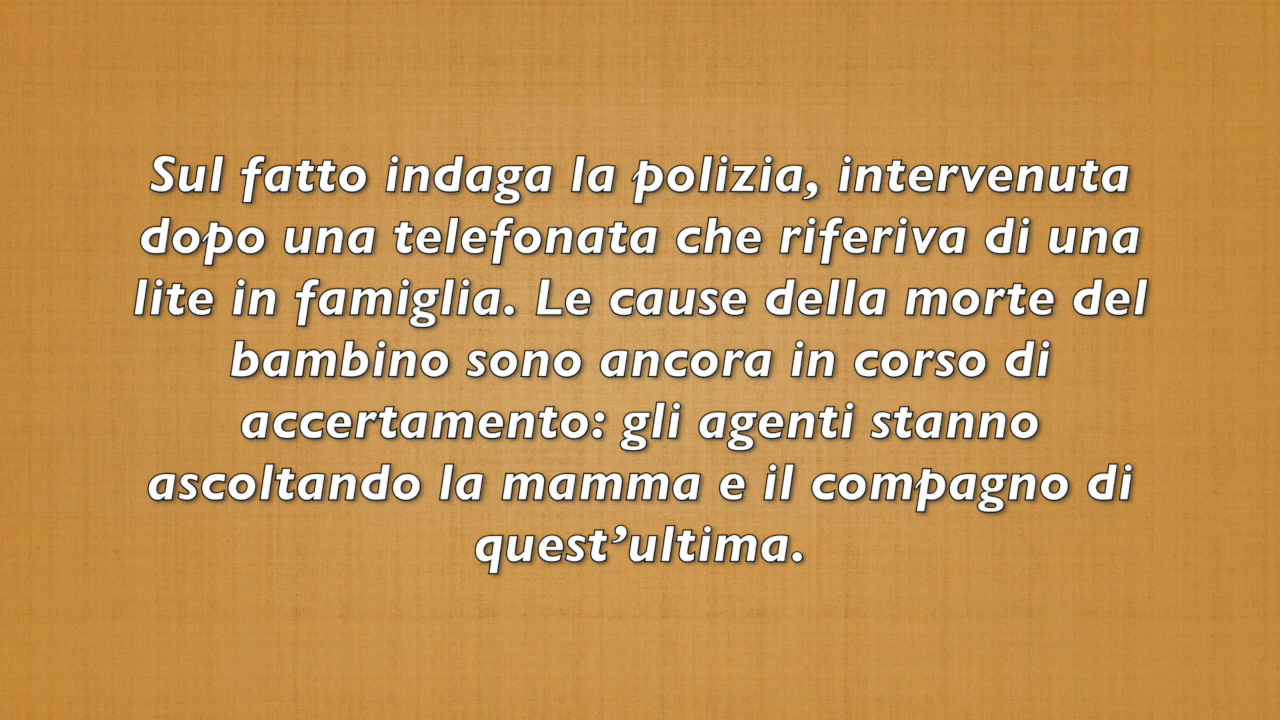 Sul fatto indaga la polizia, intervenuta
dopo una telefonata che riferiva di una
lite in famiglia. Le cause della morte del
bambino sono ancora in corso di
accertamento: gli agenti stanno
ascoltando la mamma e il compagno di
quest’ultima.